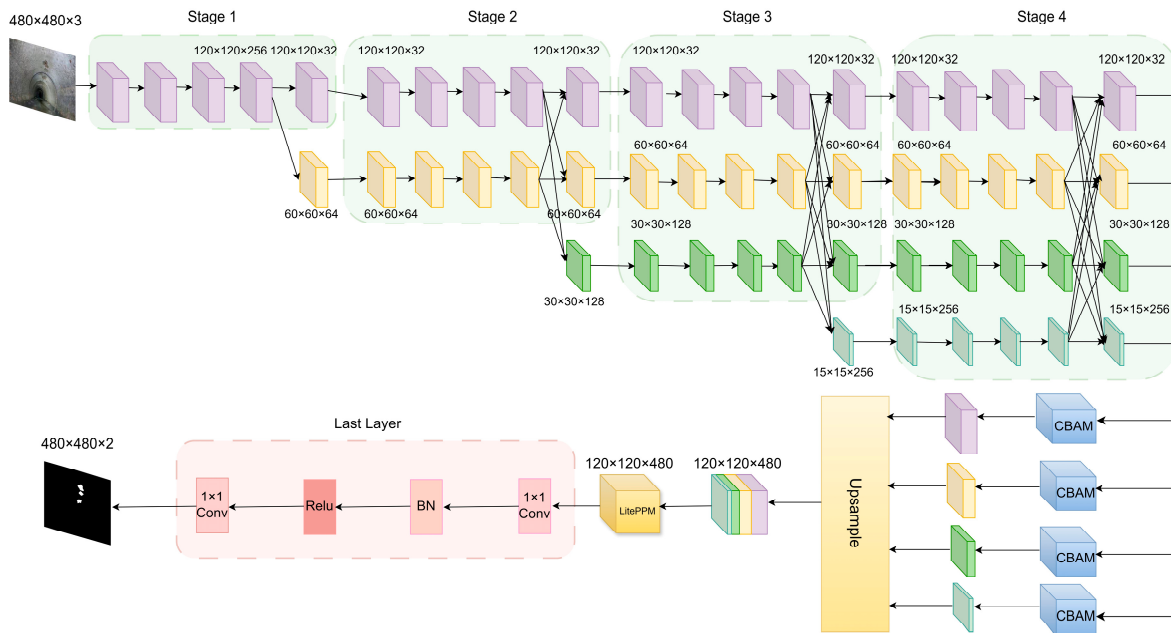 Stage 1
Stage 2
Stage 3
Stage 4
480×480×3
120×120×256
120×120×32
120×120×32
120×120×32
120×120×32
120×120×32
120×120×32
120×120×32
60×60×64
60×60×64
60×60×64
60×60×64
60×60×64
60×60×64
60×60×64
30×30×128
30×30×128
30×30×128
30×30×128
30×30×128
15×15×256
15×15×256
15×15×256
Last Layer
480×480×2
1×1
Conv
Relu
BN
1×1
Conv
120×120×480
LitePPM
120×120×480
Upsample
CBAM
CBAM
CBAM
CBAM